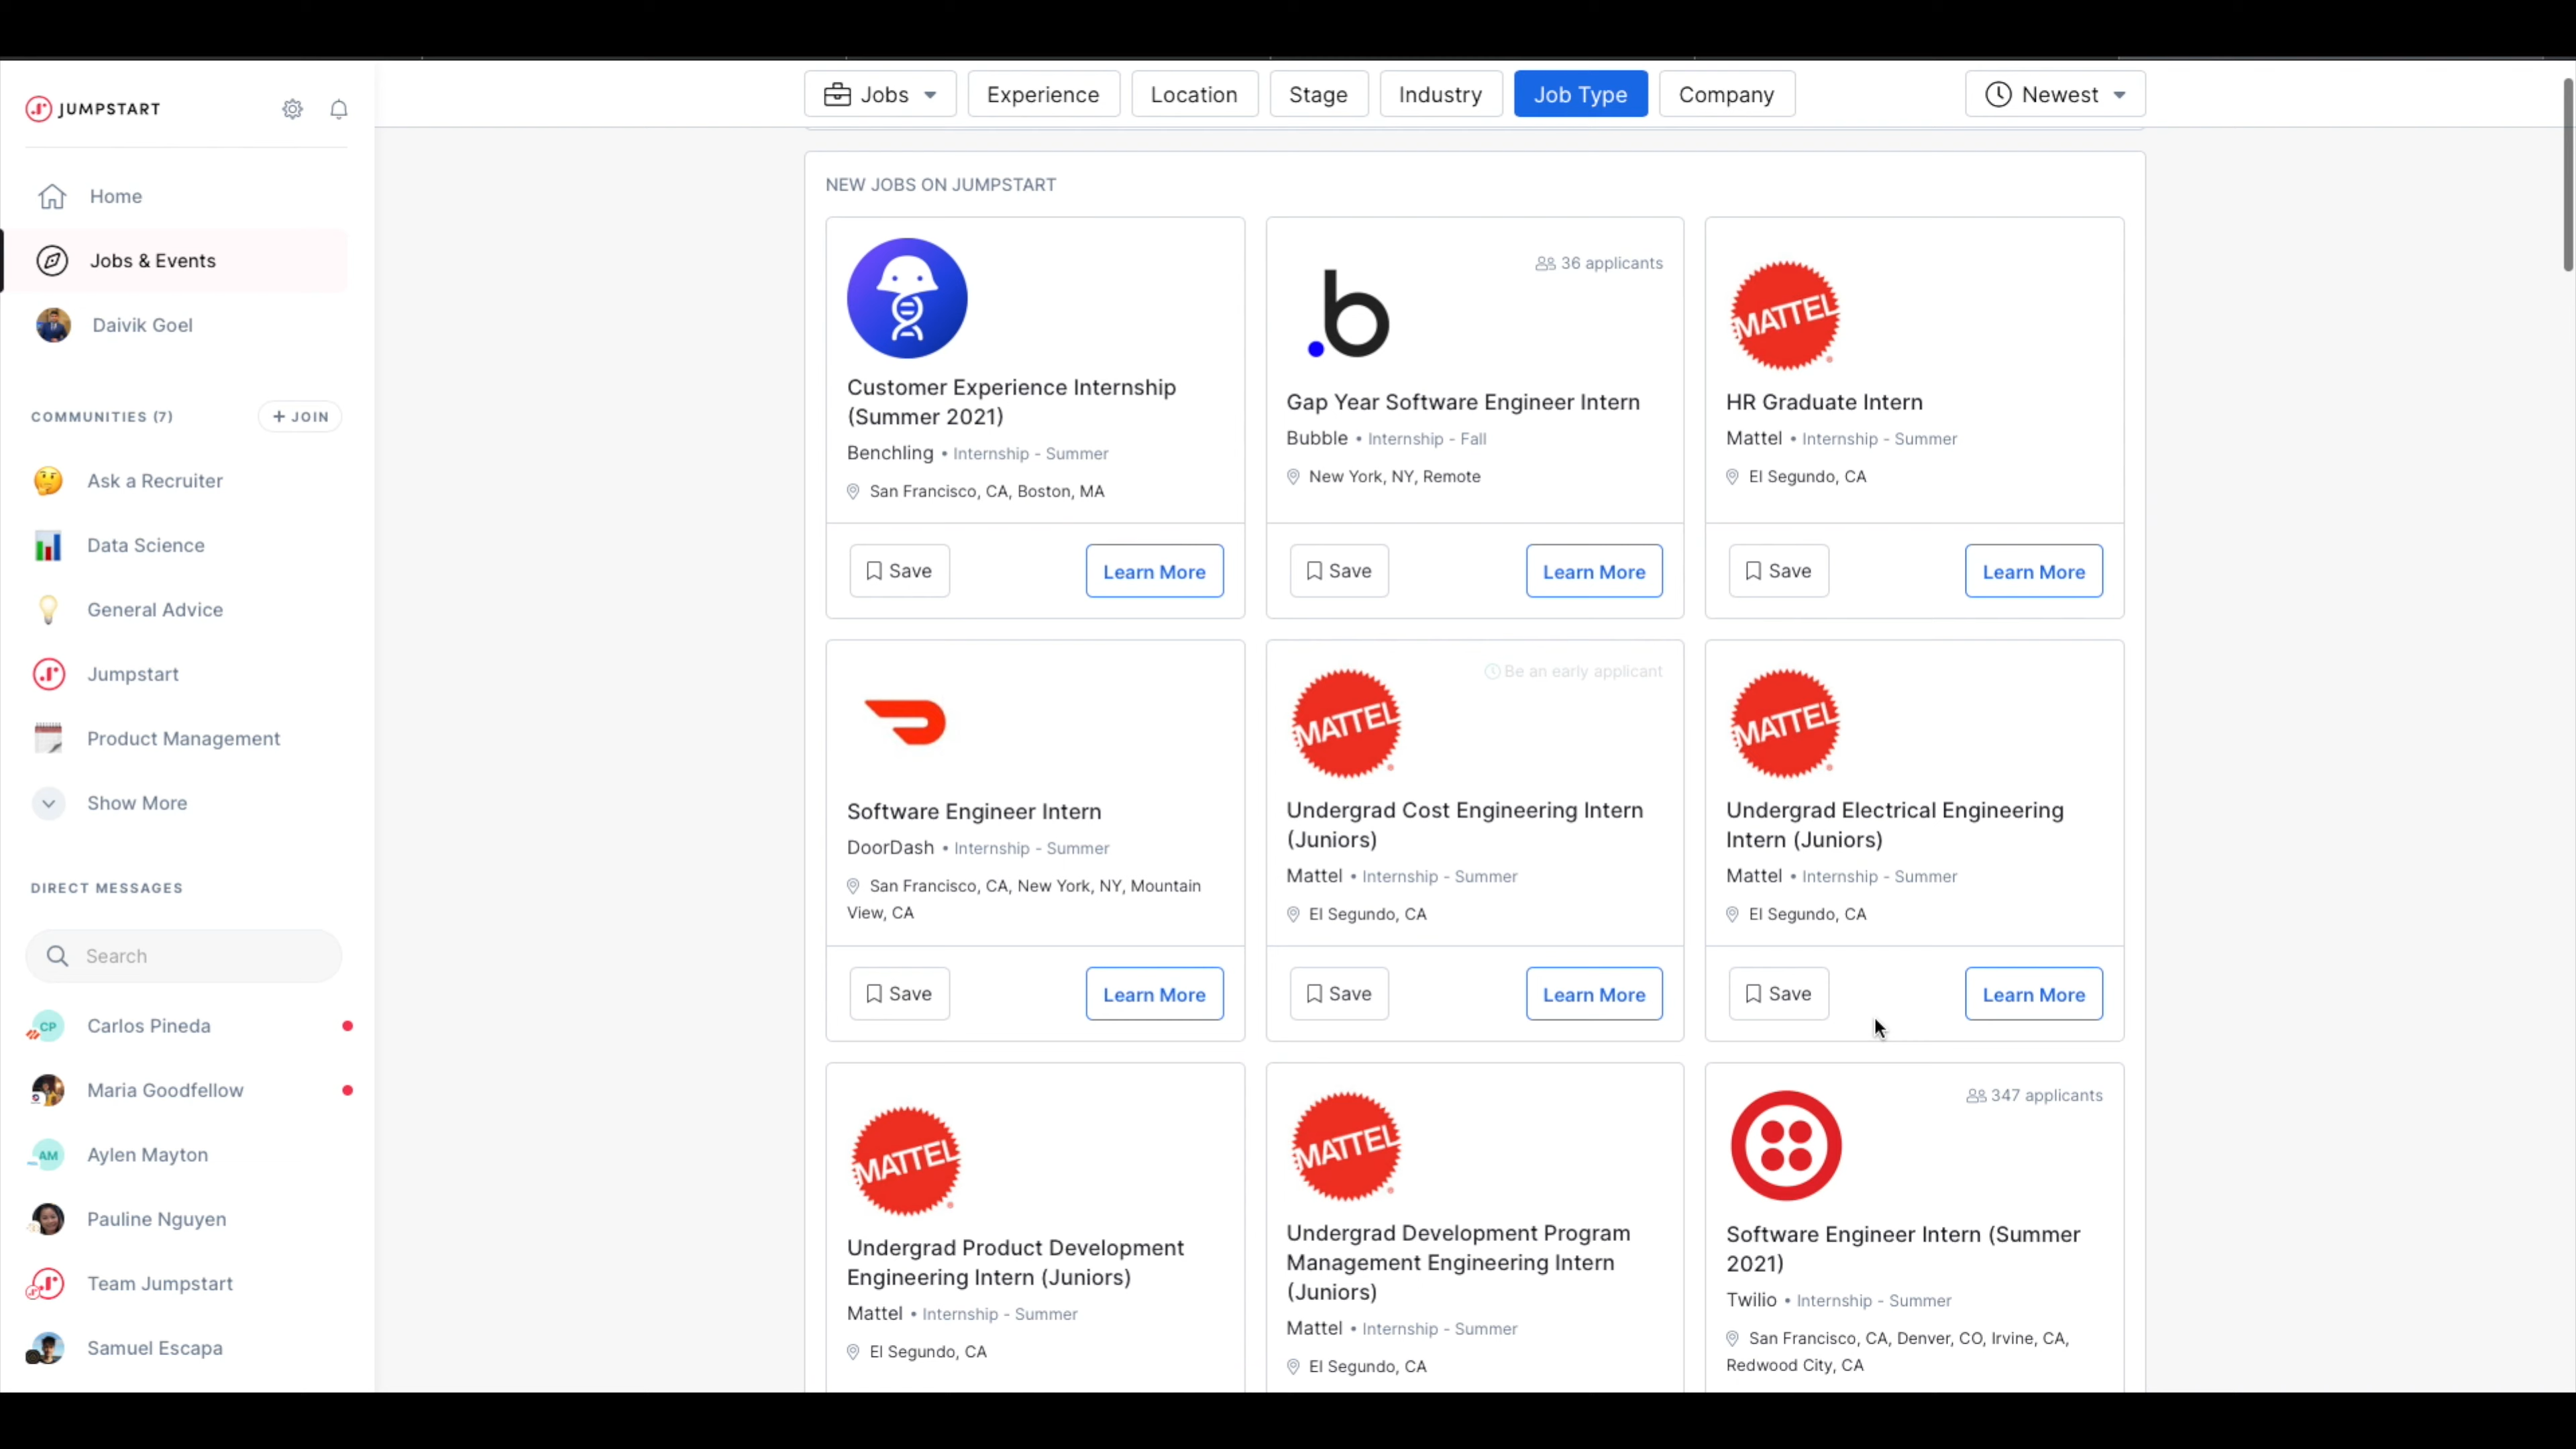 JUMPSTART
Home
Jobs & Events
Daivik Goel
COMMUNITIES (7)
+ JOIN
Ask a Recruiter
Data Science
General Advice
Jumpstart
Product Management
Show More
DIRECT MESSAGES
Search
CP
Carlos Pineda
Maria Goodfellow
AM
Aylen Mayton
Pauline Nguyen
Team Jumpstart
Samuel Escapa
Jobs
Experience
Location
Stage
Industry
Job Type
Company
Newest
NEW JOBS ON JUMPSTART
Customer Experience Internship
(Summer 2021)
Benchling • Internship - Summer
San Francisco, CA, Boston, MA
Save
Learn More
36 applicants
b
Gap Year Software Engineer Intern
Bubble • Internship - Fall
New York, NY, Remote
Save
Learn More
MATTEL
HR Graduate Intern
Mattel • Internship - Summer
El Segundo, CA
Save
Learn More
Software Engineer Intern
DoorDash • Internship - Summer
San Francisco, CA, New York, NY, Mountain
View, CA
Save
Learn More
Be an early applicant
MATTEL
Undergrad Cost Engineering Intern
(Juniors)
Mattel • Internship - Summer
El Segundo, CA
Save
Learn More
MATTEL
Undergrad Electrical Engineering
Intern (Juniors)
Mattel • Internship - Summer
El Segundo, CA
Save
Learn More
MATTEL
Undergrad Product Development
Engineering Intern (Juniors)
Mattel • Internship - Summer
El Segundo, CA
MATTEL
Undergrad Development Program
Management Engineering Intern
(Juniors)
Mattel • Internship - Summer
El Segundo, CA
347 applicants
Software Engineer Intern (Summer
2021)
Twilio • Internship - Summer
San Francisco, CA, Denver, CO, Irvine, CA,
Redwood City, CA